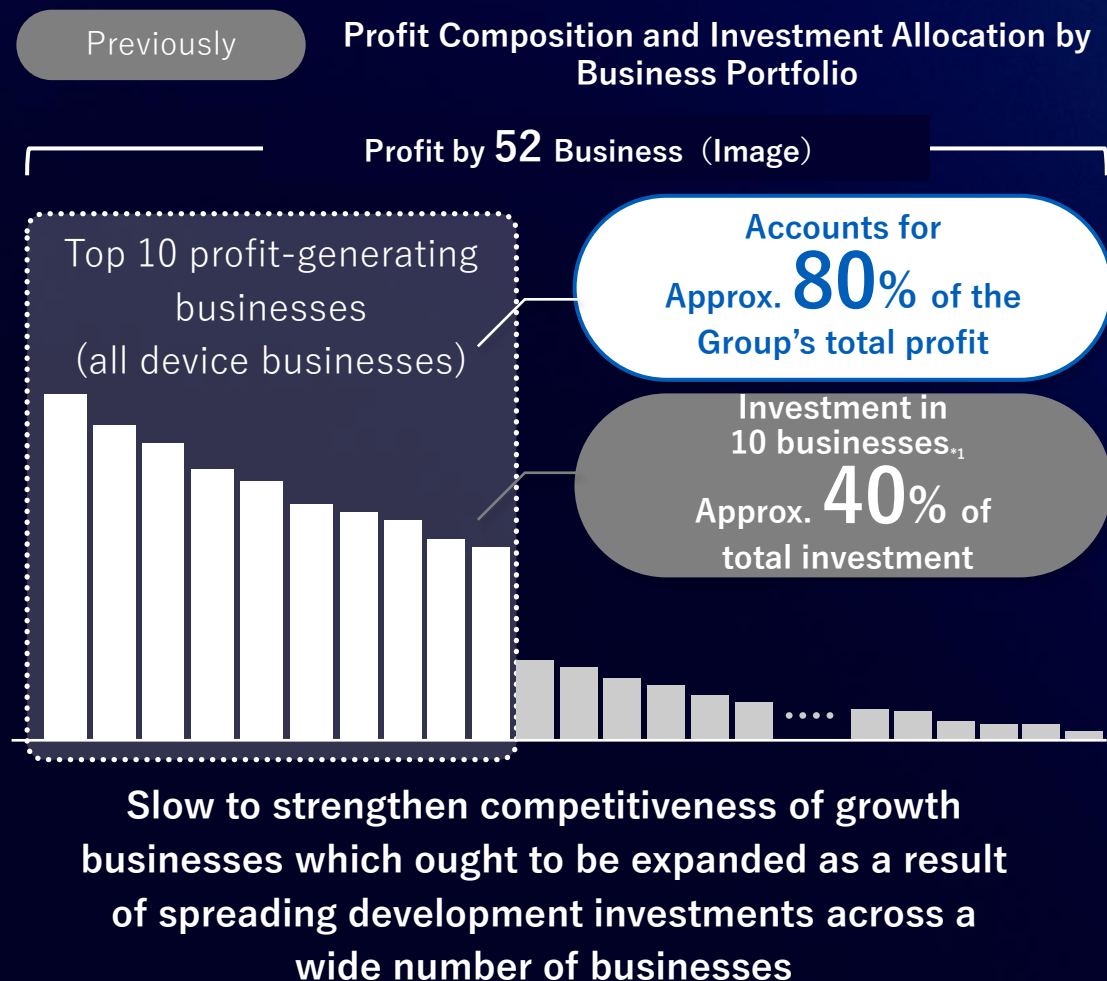 Previously
Profit Composition and Investment Allocation by
Business Portfolio
Profit by 52 Business（Image）
Top 10 profit-generating
businesses
(all device businesses)
Accounts for
Approx. 80% of the
Group's total profit
Investment in
10 businesses*1
Approx. 40% of
total investment
Slow to strengthen competitiveness of growth
businesses which ought to be expanded as a result
of spreading development investments across a
wide number of businesses